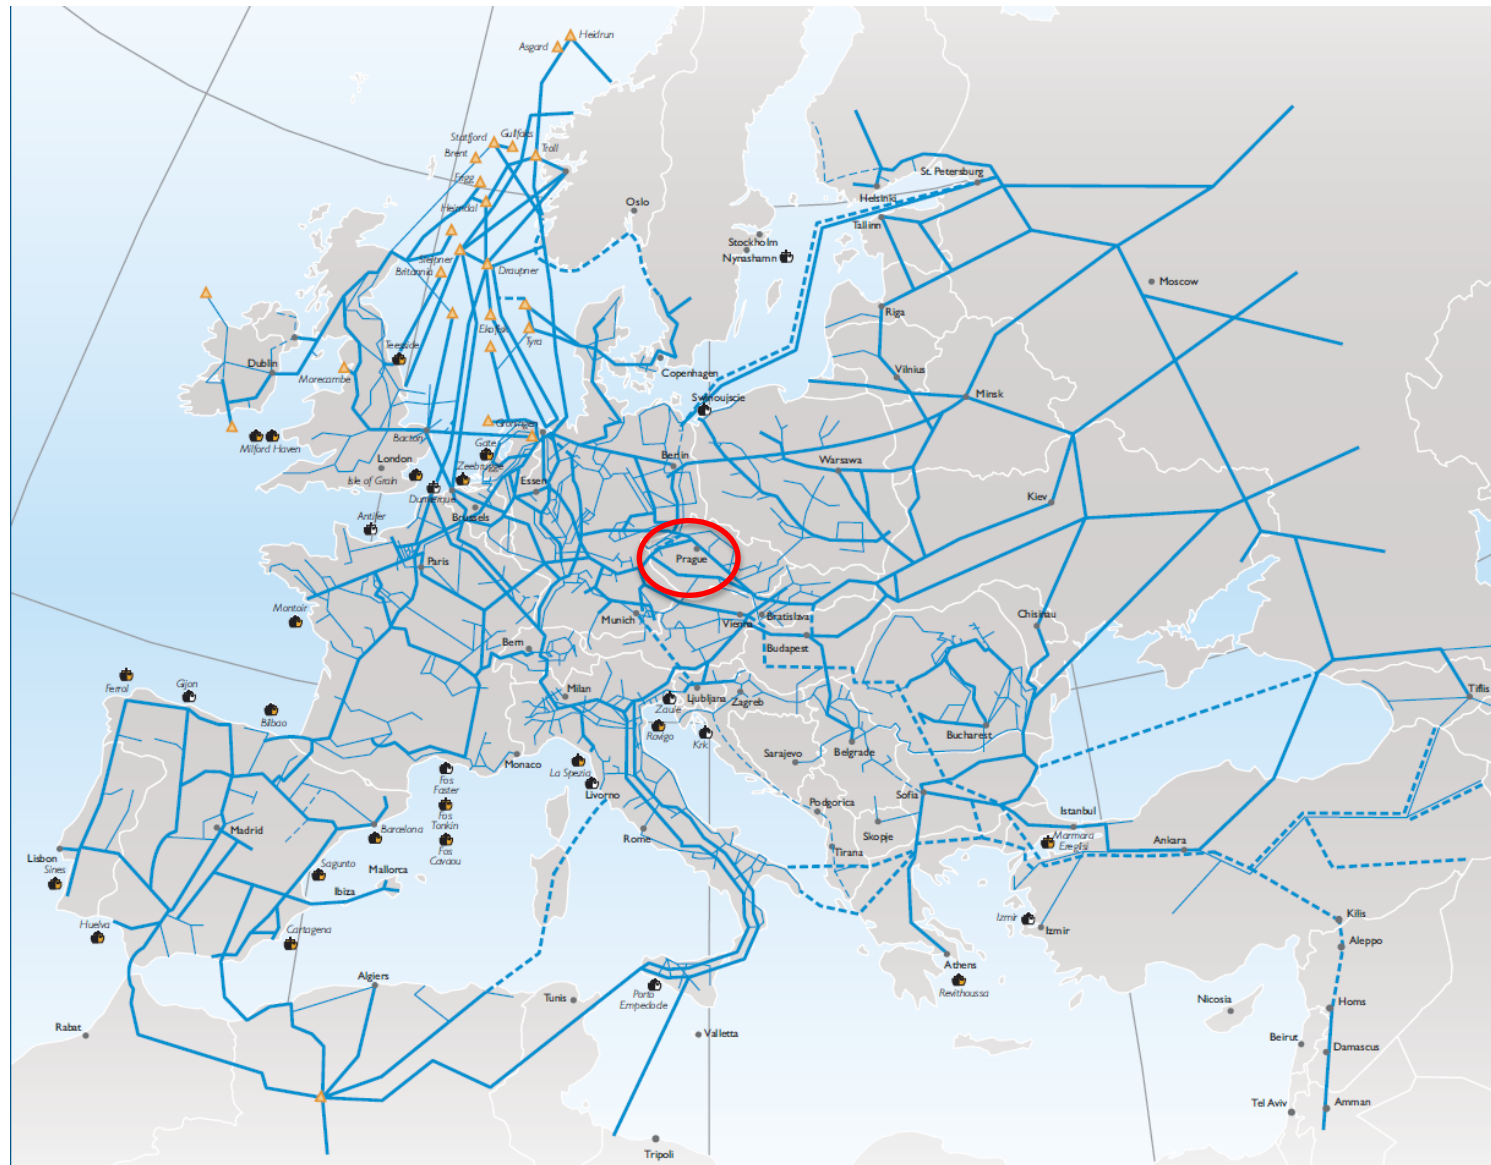 Heidrun
Asgard
Statfjord
Gullfaks
Brent
Troll
Frigg
Heimdal
Sleipner
Britannia
Draupner
Ekofisk
Tyra
Oslo
Stockholm
Nynashamn
St. Petersburg
Helsinki
Tallinn
Moscow
Riga
Vilnius
Minsk
Copenhagen
Swinoujscie
Teesside
Dublin
Morecambe
Milford Haven
Bacton
London
Isle of Grain
Groningen
Gate
Zeebrugge
Dunkerque
Essen
Brussels
Berlin
Warsawa
Kiev
Antifer
Paris
Prague
Montoir
Munich
Vienna
Bratislava
Budapest
Chisinau
Bern
Milan
Ljubljana
Zagreb
Zaule
Rovigo
Krk
Ferrol
Gijon
Bilbao
Monaco
La Spezia
Livorno
Fos
Faster
Fos
Tonkin
Fos
Cavaou
Sarajevo
Belgrade
Bucharest
Tiflis
Podgorica
Sofia
Skopje
Tirana
Istanbul
Marmara
Ereglisi
Ankara
Madrid
Barcelona
Rome
Lisbon
Sines
Sagunto
Mallorca
Ibiza
Huelva
Cartagena
Izmir
Izmir
Kilis
Aleppo
Athens
Revithoussa
Algiers
Tunis
Porto
Empedocle
Nicosia
Homs
Rabat
Valletta
Beirut
Damascus
Tel Aviv
Amman
Tripoli